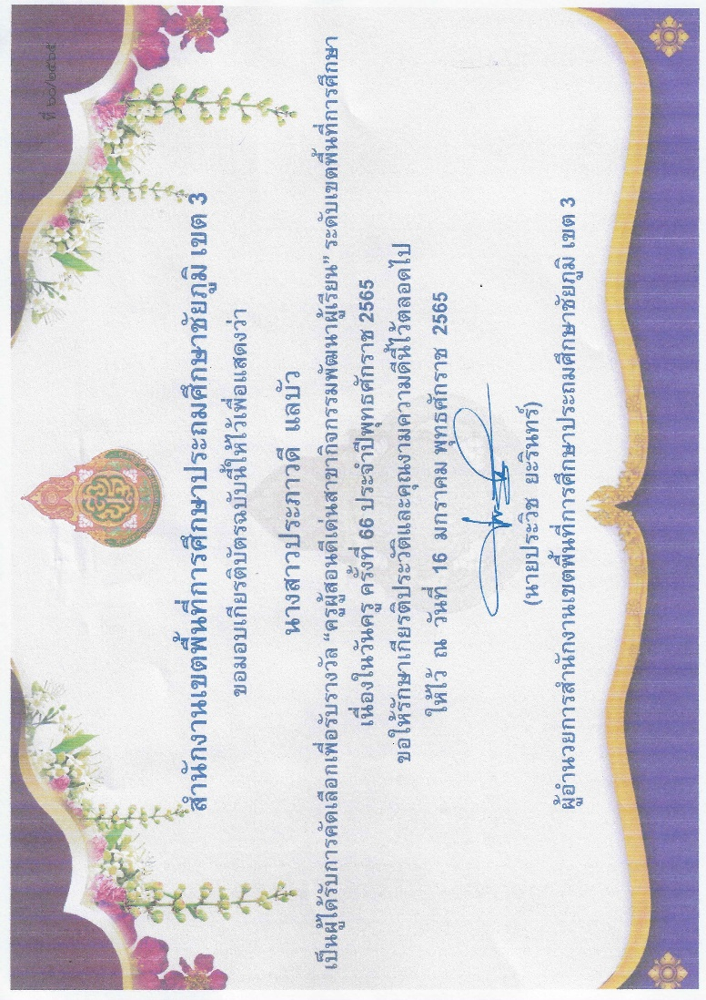 ที่ ๖๐/๒๕๖๕
สำนักงานเขตพื้นที่การศึกษาประถมศึกษาชัยภูมิ เขต 3
ขอมอบเกียรติบัตรฉบับนี้ให้ไว้เพื่อแสดงว่า
นางสาวประภาวดี แลบัว
เป็นผู้ได้รับการคัดเลือกเพื่อรับรางวัล “ครูผู้สอนดีเด่นสาขากิจกรรมพัฒนาผู้เรียน” ระดับเขตพื้นที่การศึกษา
เนื่องในวันครู ครั้งที่ 66 ประจำปีพุทธศักราช 2565
ขอให้รักษาเกียรติประวัติและคุณงามความดีนี้ไว้ตลอดไป
ให้ไว้ ณ วันที่ 16 มกราคม พุทธศักราช 2565
(นายประวิช ยะรินทร์)
ผู้อำนวยการสำนักงานเขตพื้นที่การศึกษาประถมศึกษาชัยภูมิ เขต 3